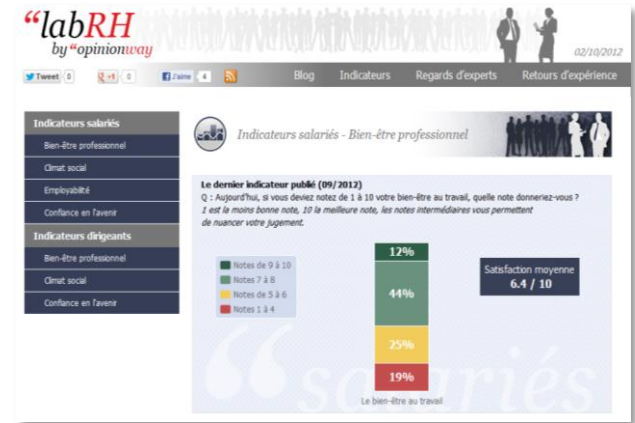 “labRH
by “opinionway
02/10/2012
Tweet 0 +1 0 J'aime 4
Blog Indicateurs Regards d'experts Retours d'expérience
Indicateurs salariés
Bien-être professionnel
Climat social
Employabilité
Confiance en l'avenir
Indicateurs dirigeants
Bien-être professionnel
Climat social
Confiance en l'avenir
Indicateurs salariés - Bien-être professionnel
Le dernier indicateur publié (09/2012)
Q : Aujourd'hui, si vous deviez notez de 1 à 10 votre bien-être au travail, quelle note donneriez-vous ?
1 est la moins bonne note, 10 la meilleure note, les notes intermédiaires vous permettent
de nuancer votre jugement.
Notes de 9 à 10
Notes 7 à 8
Notes de 5 à 6
Notes 1 à 4
12%
44%
25%
19%
Le bien-être au travail
Satisfaction moyenne
6.4 / 10
“salariés